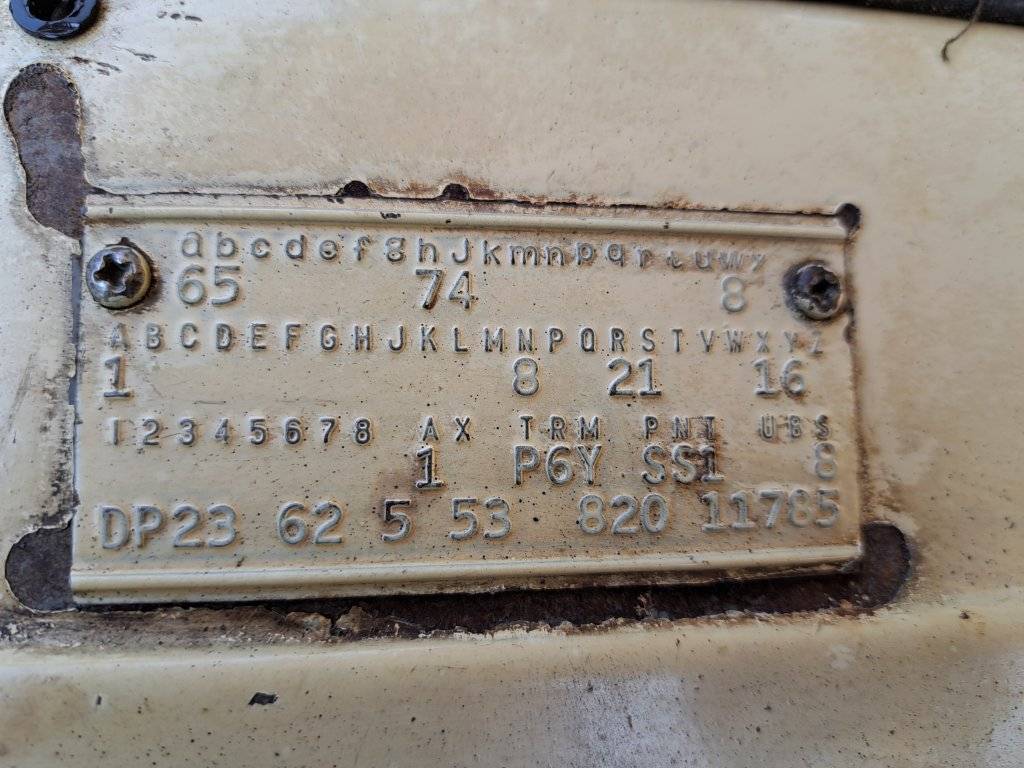 abcdefghJkmnpqrtuwx
65 74 8
ABCDEFGHJKLMNPQRSTVWXYZ
1 8 21 16
12345678 AX TRM PNT UBS
1 P6Y SS1 8
DP23 62 5 53 820 11785